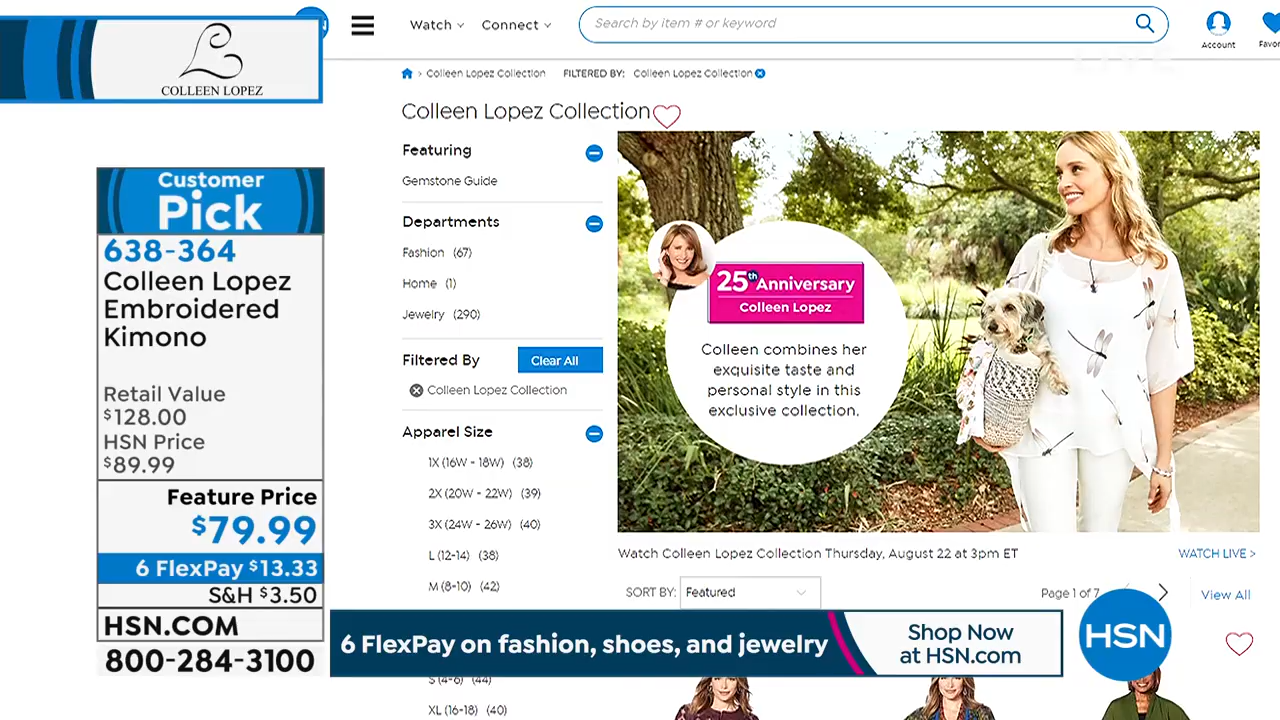 COLLEEN LOPEZ
Watch
Connect
Search by item # or keyword
Account
Favor
LIVE
Colleen Lopez Collection
FILTERED BY:
Colleen Lopez Collection
Colleen Lopez Collection
Featuring
Gemstone Guide
Departments
Fashion (67)
Home (1)
Jewelry (290)
Filtered By
Clear All
Colleen Lopez Collection
Apparel Size
1X (16W - 18W) (38)
2X (20W - 22W) (39)
3X (24W - 26W) (40)
L (12-14) (38)
M (8-10) (42)
S (4-6) (44)
XL (16-18) (40)
25th Anniversary
Colleen Lopez
Colleen combines her
exquisite taste and
personal style in this
exclusive collection.
Watch Colleen Lopez Collection Thursday, August 22 at 3pm ET
WATCH LIVE >
SORT BY: Featured
Page 1 of 7
View All
Customer
Pick
638-364
Colleen Lopez
Embroidered
Kimono
Retail Value
$128.00
HSN Price
$89.99
Feature Price
$79.99
6 FlexPay $13.33
S&H $3.50
HSN.COM
800-284-3100
6 FlexPay on fashion, shoes, and jewelry
Shop Now
at HSN.com
HSN